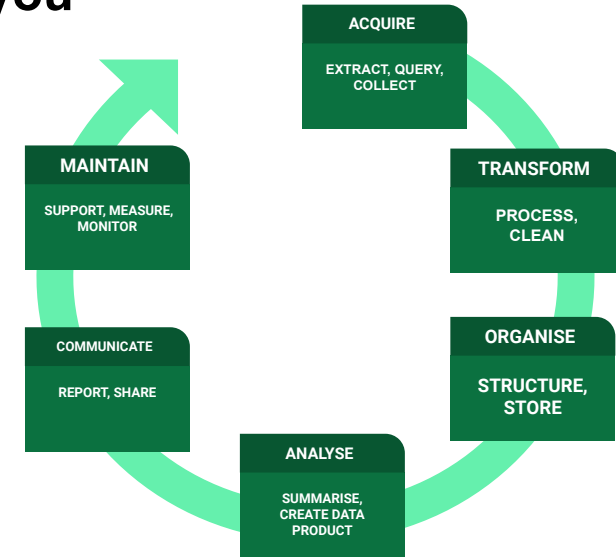 you
ACQUIRE
EXTRACT, QUERY,
COLLECT
TRANSFORM
PROCESS,
CLEAN
ORGANISE
STRUCTURE,
STORE
ANALYSE
SUMMARISE,
CREATE DATA
PRODUCT
COMMUNICATE
REPORT, SHARE
MAINTAIN
SUPPORT, MEASURE,
MONITOR